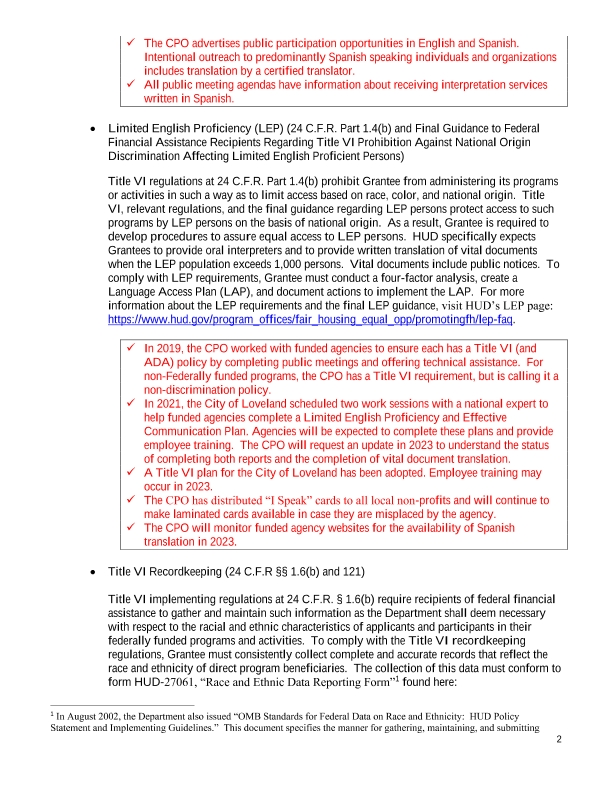 ✓ The CPO advertises public participation opportunities in English and Spanish.
Intentional outreach to predominantly Spanish speaking individuals and organizations
includes translation by a certified translator.
✓ All public meeting agendas have information about receiving interpretation services
written in Spanish.
• Limited English Proficiency (LEP) (24 C.F.R. Part 1.4(b) and Final Guidance to Federal
Financial Assistance Recipients Regarding Title VI Prohibition Against National Origin
Discrimination Affecting Limited English Proficient Persons)
Title VI regulations at 24 C.F.R. Part 1.4(b) prohibit Grantee from administering its programs
or activities in such a way as to limit access based on race, color, and national origin. Title
VI, relevant regulations, and the final guidance regarding LEP persons protect access to such
programs by LEP persons on the basis of national origin. As a result, Grantee is required to
develop procedures to assure equal access to LEP persons. HUD specifically expects
Grantees to provide oral interpreters and to provide written translation of vital documents
when the LEP population exceeds 1,000 persons. Vital documents include public notices. To
comply with LEP requirements, Grantee must conduct a four-factor analysis, create a
Language Access Plan (LAP), and document actions to implement the LAP. For more
information about the LEP requirements and the final LEP guidance, visit HUD's LEP page:
https://www.hud.gov/program_offices/fair_housing_equal_opp/promotingfh/lep-faq.
✓ In 2019, the CPO worked with funded agencies to ensure each has a Title VI (and
ADA) policy by completing public meetings and offering technical assistance. For
non-Federally funded programs, the CPO has a Title VI requirement, but is calling it a
non-discrimination policy.
✓ In 2021, the City of Loveland scheduled two work sessions with a national expert to
help funded agencies complete a Limited English Proficiency and Effective
Communication Plan. Agencies will be expected to complete these plans and provide
employee training. The CPO will request an update in 2023 to understand the status
of completing both reports and the completion of vital document translation.
✓ A Title VI plan for the City of Loveland has been adopted. Employee training may
occur in 2023.
✓ The CPO has distributed "I Speak" cards to all local non-profits and will continue to
make laminated cards available in case they are misplaced by the agency.
✓ The CPO will monitor funded agency websites for the availability of Spanish
translation in 2023.
• Title VI Recordkeeping (24 C.F.R §§ 1.6(b) and 121)
Title VI implementing regulations at 24 C.F.R. § 1.6(b) require recipients of federal financial
assistance to gather and maintain such information as the Department shall deem necessary
with respect to the racial and ethnic characteristics of applicants and participants in their
federally funded programs and activities. To comply with the Title VI recordkeeping
regulations, Grantee must consistently collect complete and accurate records that reflect the
race and ethnicity of direct program beneficiaries. The collection of this data must conform to
form HUD-27061, "Race and Ethnic Data Reporting Form"1 found here:
1 In August 2002, the Department also issued "OMB Standards for Federal Data on Race and Ethnicity: HUD Policy
Statement and Implementing Guidelines." This document specifies the manner for gathering, maintaining, and submitting
2